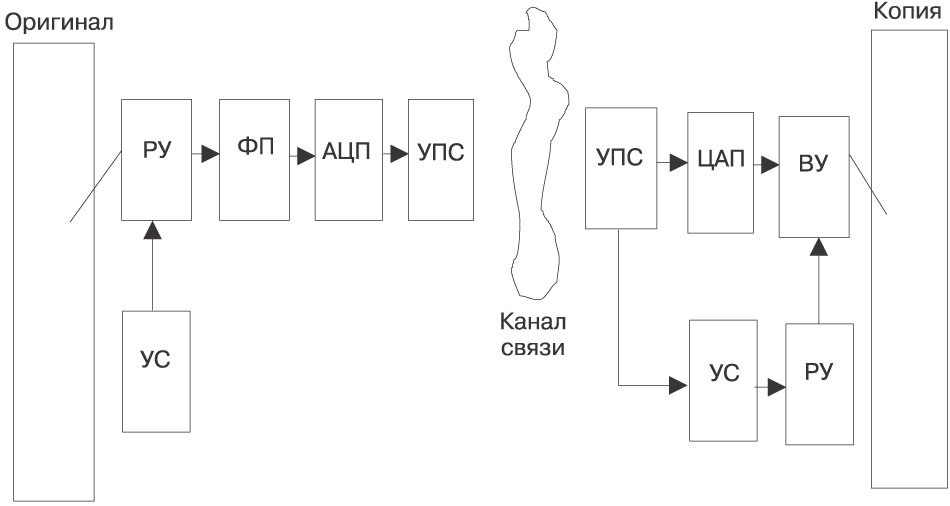 Оригинал
Копия
РУ
ФП
АЦП
УПС
УПС
ЦАП
ВУ
Канал
связи
УС
УС
РУ